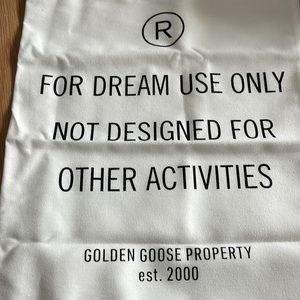 ®
FOR DREAM USE ONLY
NOT DESIGNED FOR
OTHER ACTIVITIES
GOLDEN GOOSE PROPERTY
est. 2000